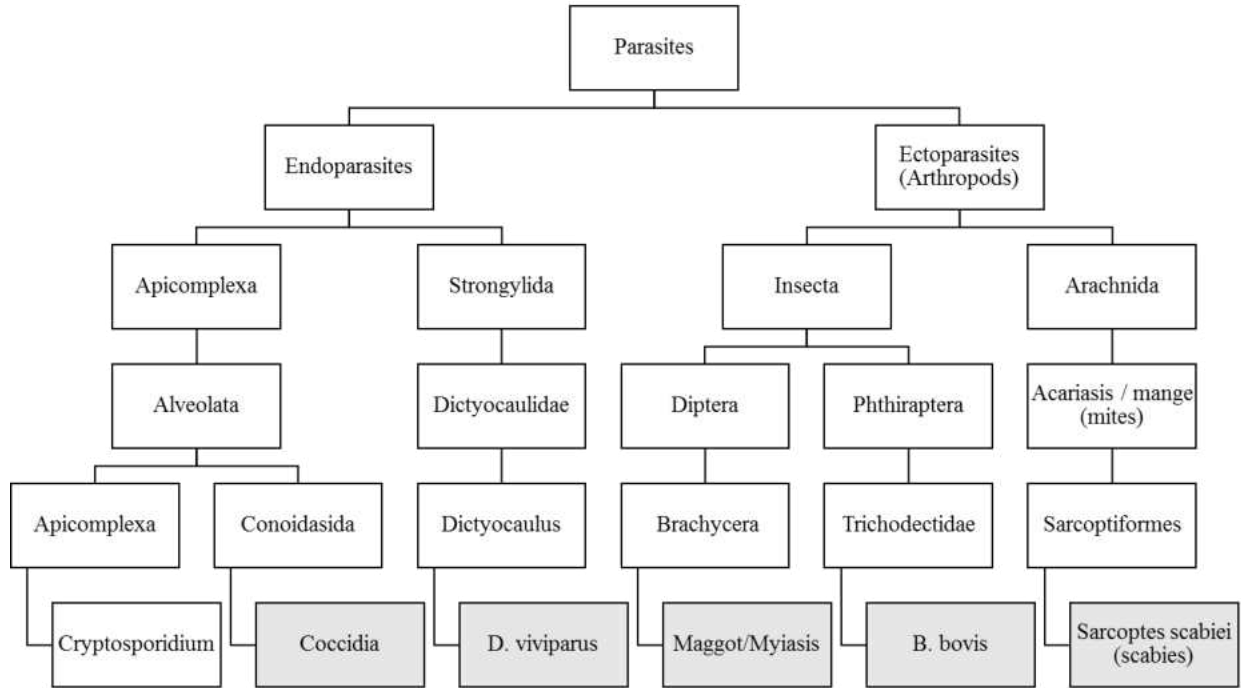 Parasites
Endoparasites
Ectoparasites
(Arthropods)
Apicomplexa
Strongylida
Insecta
Arachnida
Alveolata
Dictyocaulidae
Diptera
Phthiraptera
Acariasis / mange
(mites)
Apicomplexa
Conoidasida
Dictyocaulus
Brachycera
Trichodectidae
Sarcoptiformes
Cryptosporidium
Coccidia
D. viviparus
Maggot/Myiasis
B. bovis
Sarcoptes scabiei
(scabies)